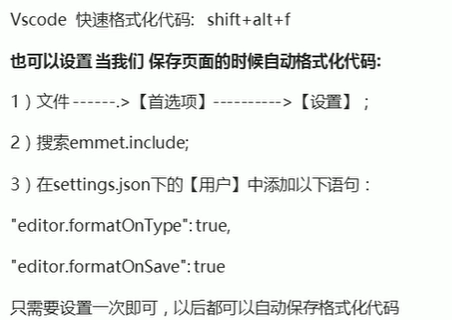 Vscode 快速格式化代码: shift+alt+f
也可以设置 当我们 保存页面的时候自动格式化代码:
1）文件 ------.>【首选项】---------->【设置】；
2）搜索emmet.include;
3）在settings.json下的【用户】中添加以下语句：
"editor.formatOnType": true,
"editor.formatOnSave": true
只需要设置一次即可，以后都可以自动保存格式化代码